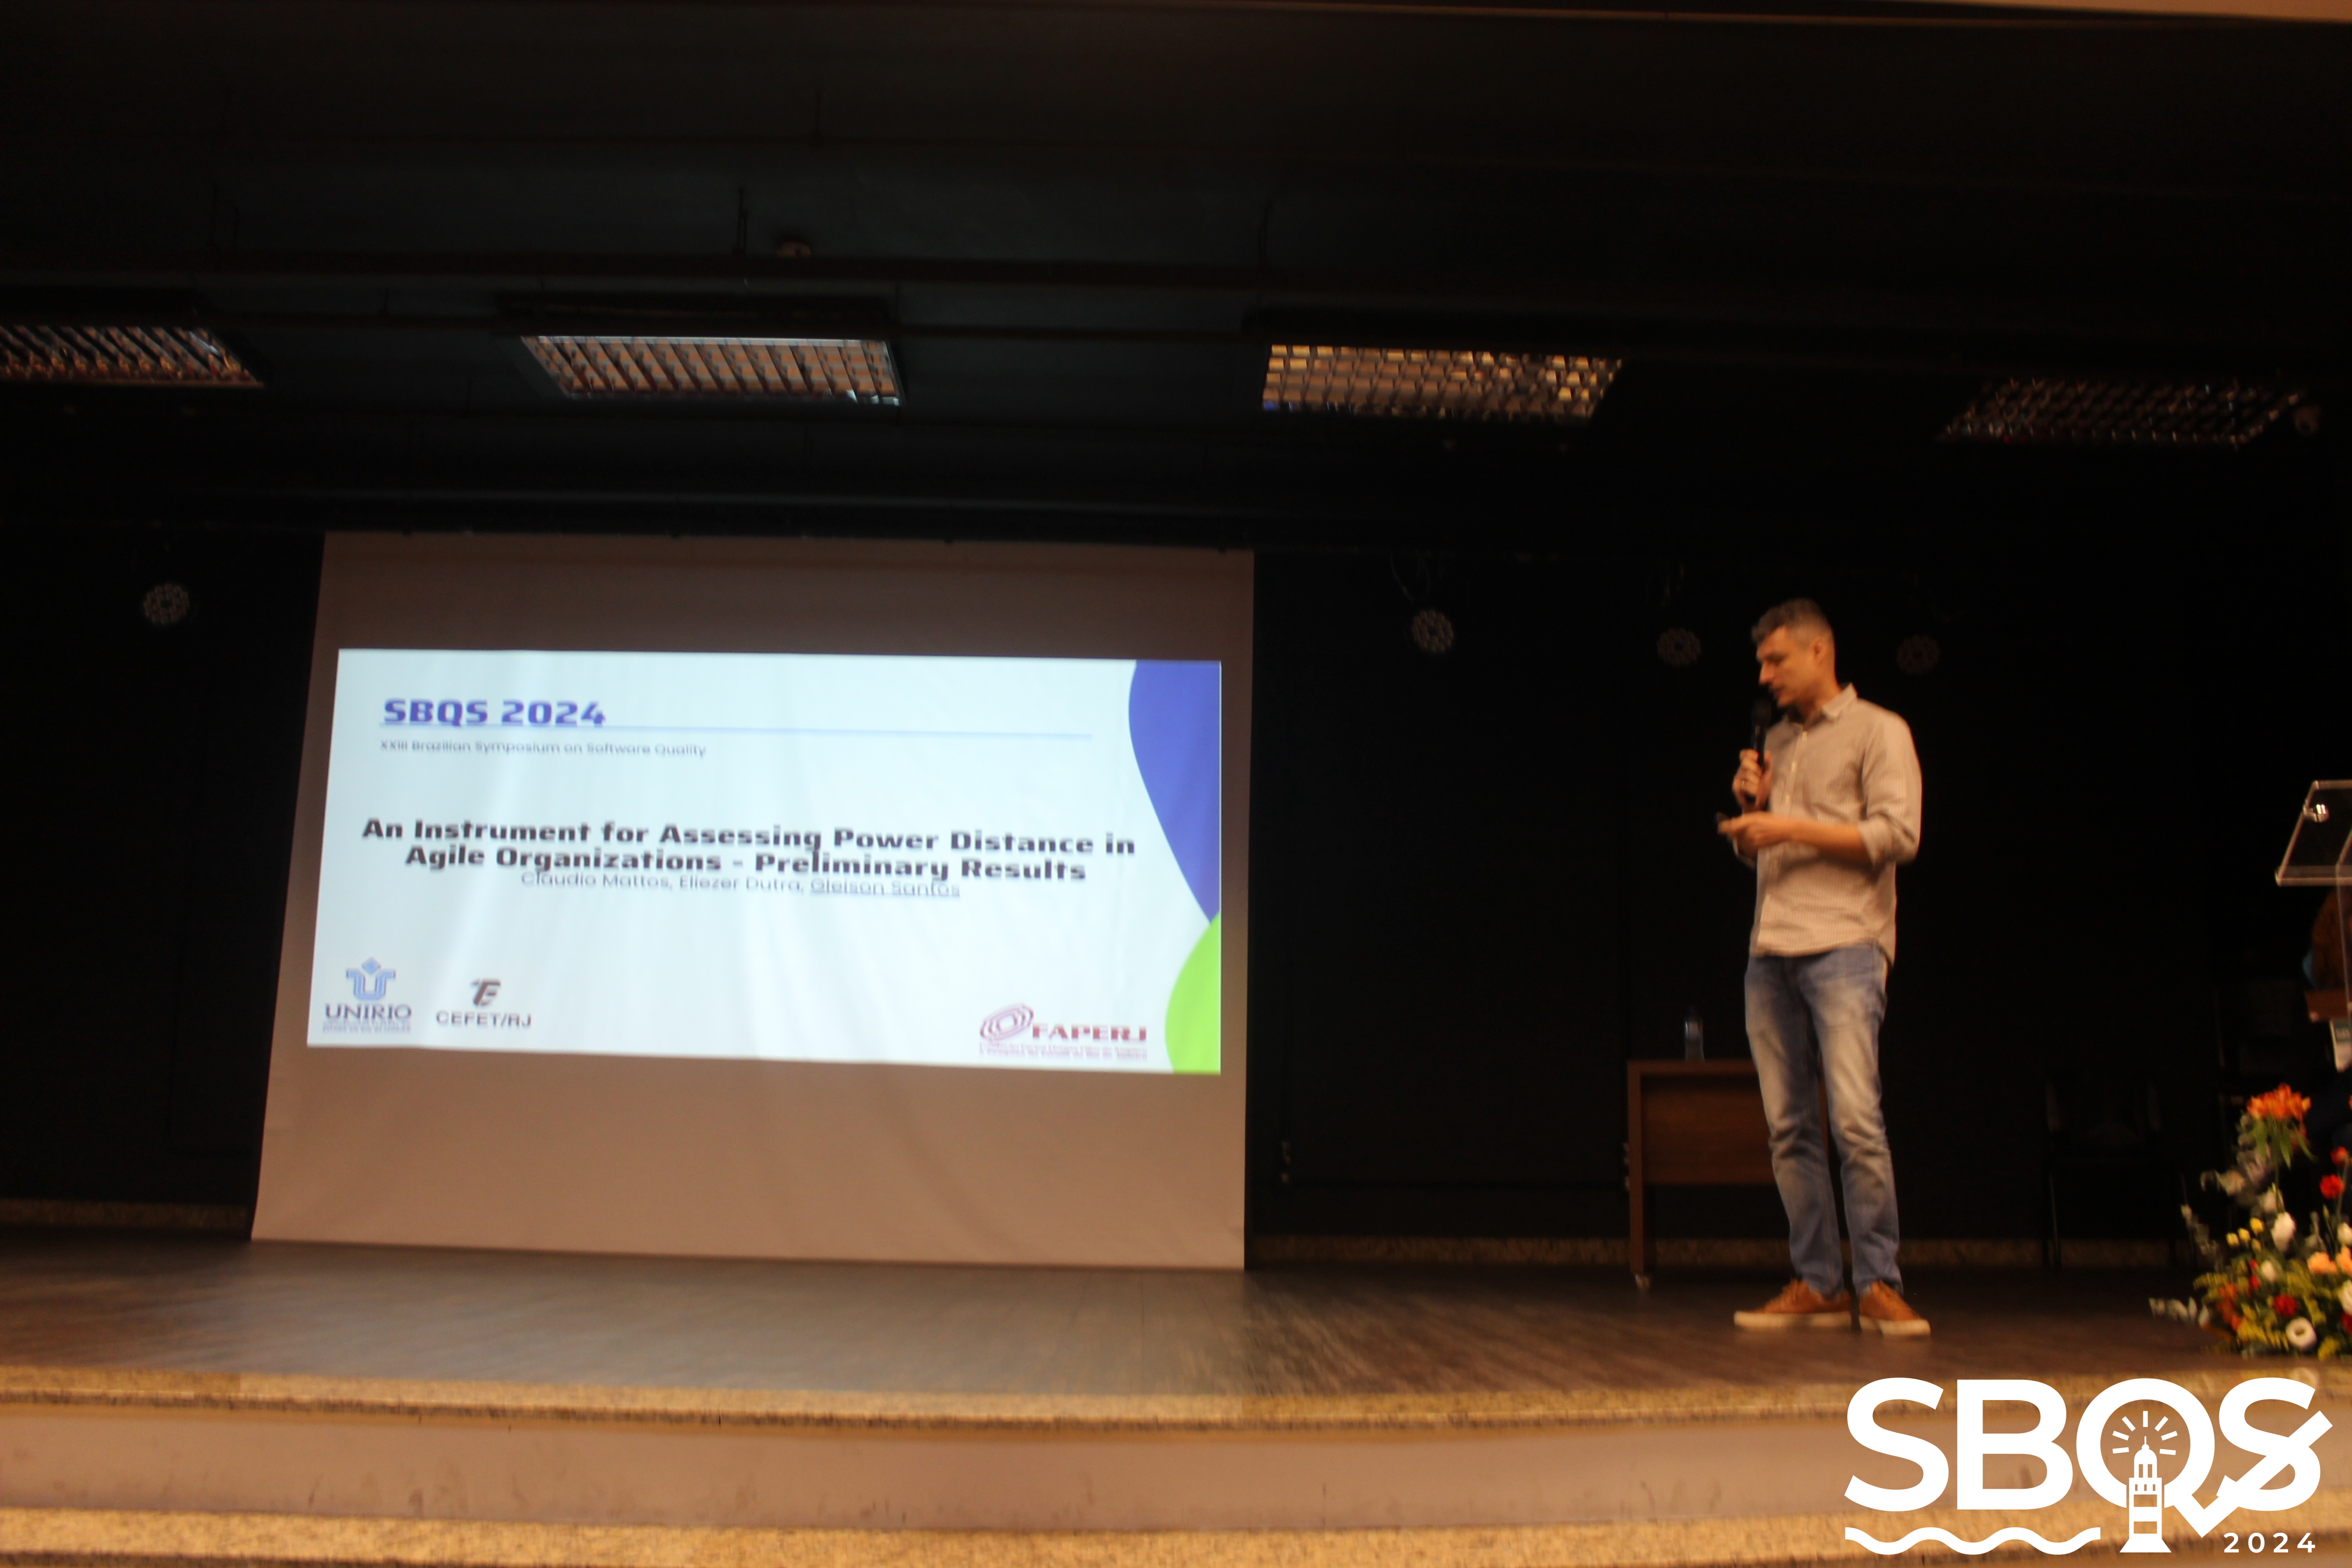 SBQS 2024
XXIII Brazilian Symposium on Software Quality
An Instrument for Assessing Power Distance in
Agile Organizations - Preliminary Results
Claudio Mattos, Eliezer Dutra, Gleison Santos
UNIRIO
CEFET/RJ
FAPERJ
SBQS
2024